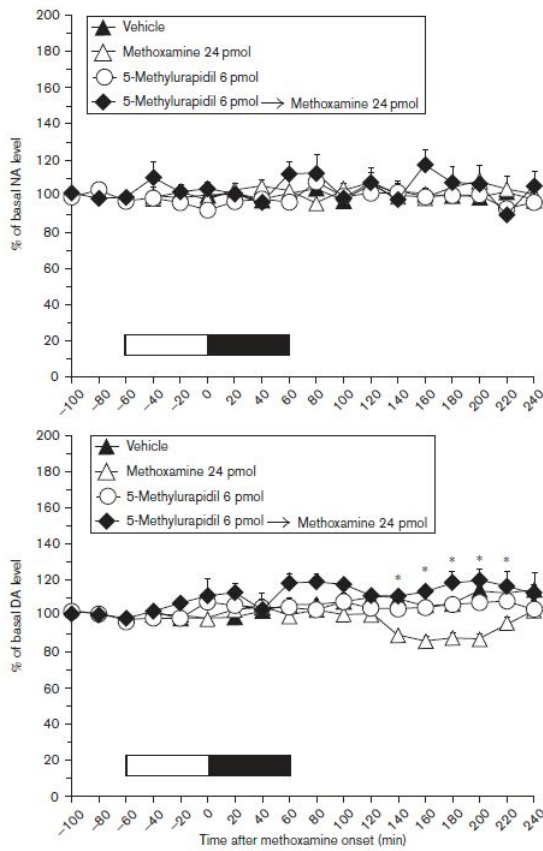 200
Vehicle
180
Methoxamine 24 pmol
160
5-Methylurapidil 6 pmol
140
5-Methylurapidil 6 pmol → Methoxamine 24 pmol
120
100
80
60
40
20
0
% of basal NA level
−100 −80 −60 −40 −20 0 20 40 60 80 100 120 140 160 180 200 220 240
200
Vehicle
180
Methoxamine 24 pmol
160
5-Methylurapidil 6 pmol
140
5-Methylurapidil 6 pmol → Methoxamine 24 pmol
120
* * * * *
100
80
60
40
20
0
% of basal DA level
−100 −80 −60 −40 −20 0 20 40 60 80 100 120 140 160 180 200 220 240
Time after methoxamine onset (min)